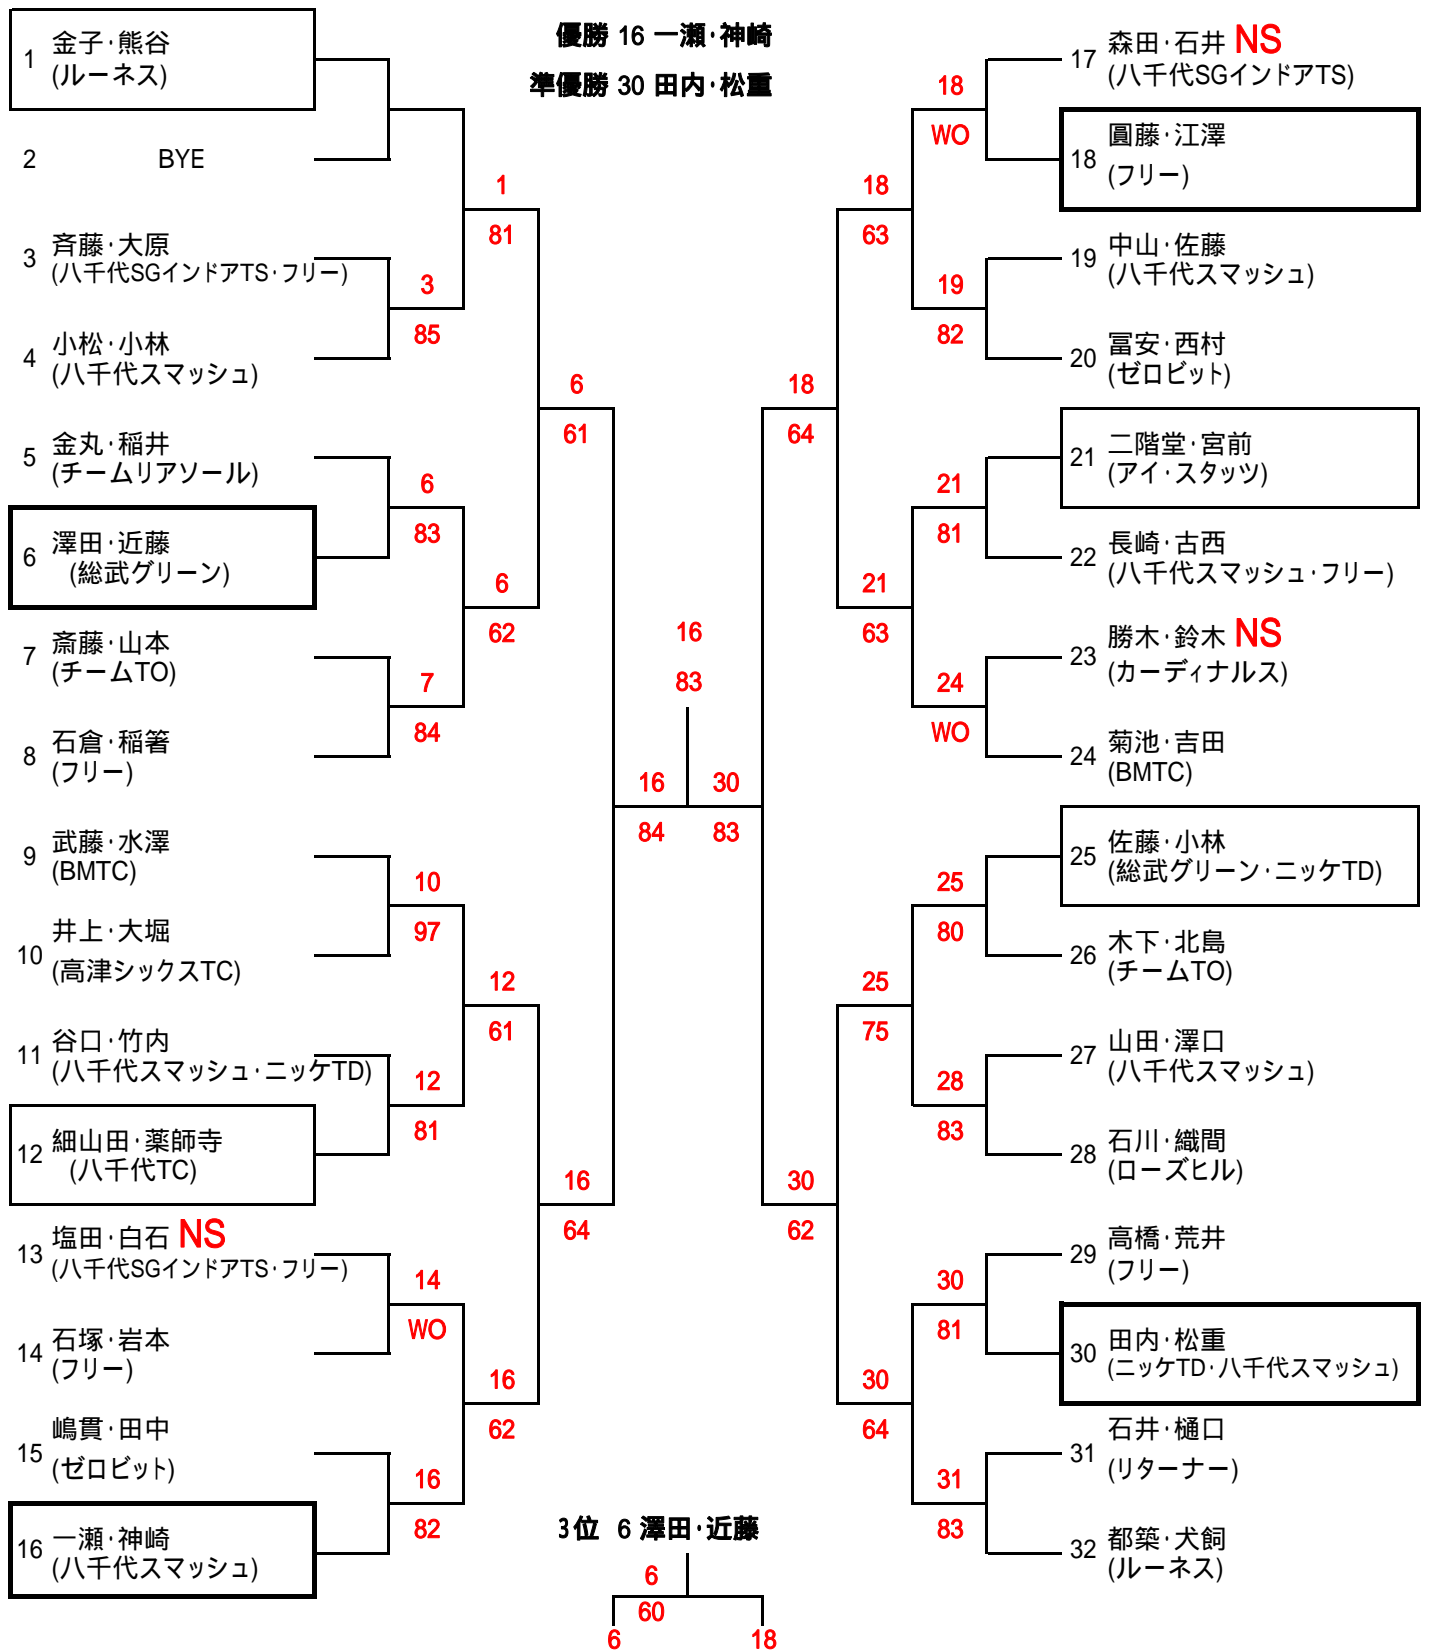 優勝 16 一瀬・神崎
準優勝 30 田内・松重
1 金子・熊谷
(ルーネス)
2 BYE
3 斉藤・大原
(八千代SGインドアTS・フリー)
4 小松・小林
(八千代スマッシュ)
5 金丸・稲井
(チームリアソール)
6 澤田・近藤
(総武グリーン)
7 斎藤・山本
(チームTO)
8 石倉・稲箸
(フリー)
9 武藤・水澤
(BMTC)
10 井上・大堀
(高津シックスTC)
11 谷口・竹内
(八千代スマッシュ・ニッケTD)
12 細山田・薬師寺
(八千代TC)
13 塩田・白石 NS
(八千代SGインドアTS・フリー)
14 石塚・岩本
(フリー)
15 嶋貫・田中
(ゼロビット)
16 一瀬・神崎
(八千代スマッシュ)
3
85
6
83
7
84
10
97
12
81
14
WO
16
82
1
81
6
62
12
61
16
62
6
61
16
64
16
84
16
83
30
83
18
64
30
62
18
63
21
63
25
75
30
64
18
WO
19
82
21
81
24
WO
25
80
28
83
30
81
31
83
17 森田・石井 NS
(八千代SGインドアTS)
18 圓藤・江澤
(フリー)
19 中山・佐藤
(八千代スマッシュ)
20 冨安・西村
(ゼロビット)
21 二階堂・宮前
(アイ・スタッツ)
22 長崎・古西
(八千代スマッシュ・フリー)
23 勝木・鈴木 NS
(カーディナルス)
24 菊池・吉田
(BMTC)
25 佐藤・小林
(総武グリーン・ニッケTD)
26 木下・北島
(チームTO)
27 山田・澤口
(八千代スマッシュ)
28 石川・織間
(ローズヒル)
29 高橋・荒井
(フリー)
30 田内・松重
(ニッケTD・八千代スマッシュ)
31 石井・樋口
(リターナー)
32 都築・犬飼
(ルーネス)
3位 6 澤田・近藤
6
60
6 18